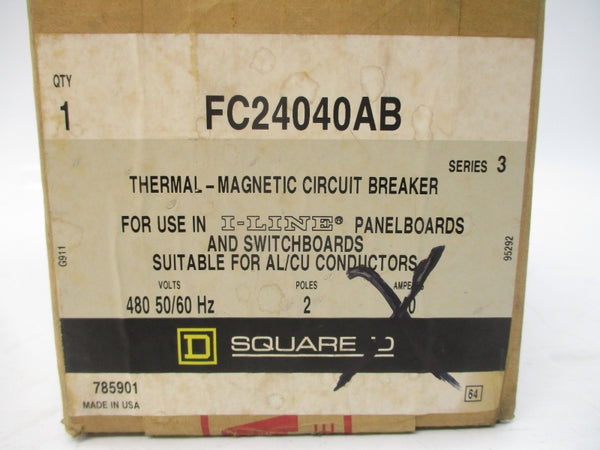 QTY
1
FC24040AB
SERIES 3
THERMAL-MAGNETIC CIRCUIT BREAKER
FOR USE IN I-LINE® PANELBOARDS
AND SWITCHBOARDS
SUITABLE FOR AL/CU CONDUCTORS
G911
95292
VOLTS POLES
480 50/60 Hz 2
D SQUARE D
785901
MADE IN USA
64